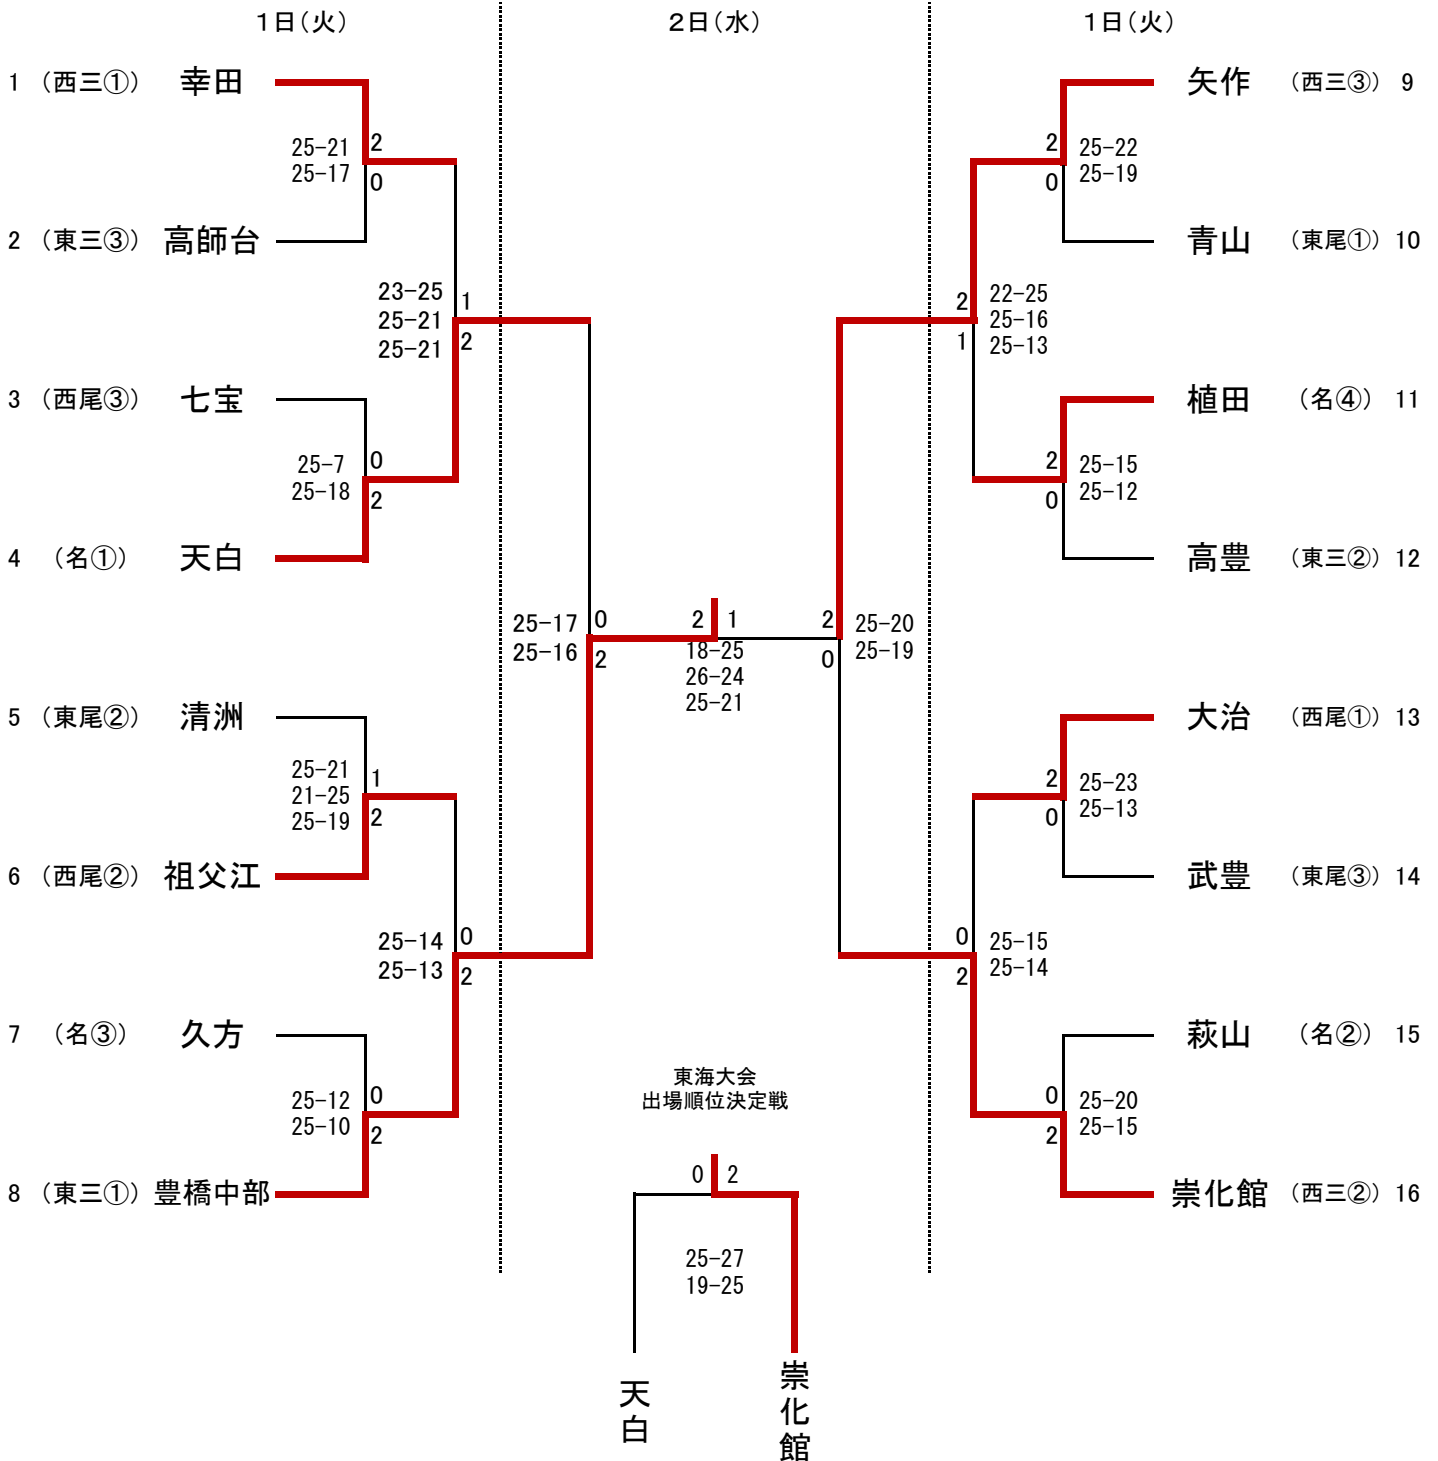 1日（火）
2日（水）
1日（火）
1 （西三①） 幸田
25-21 2
25-17 0
2 （東三③） 高師台
23-25 1
25-21
25-21 2
3 （西尾③） 七宝
25-7 0
25-18 2
4 （名①） 天白
25-17 0
25-16 2
5 （東尾②） 清洲
25-21 1
21-25
25-19 2
6 （西尾②） 祖父江
25-14 0
25-13 2
7 （名③） 久方
25-12 0
25-10 2
8 （東三①） 豊橋中部
2 1
18-25
26-24
25-21
矢作 （西三③） 9
2 25-22
0 25-19
青山 （東尾①） 10
2 22-25
25-16
1 25-13
植田 （名④） 11
2 25-15
0 25-12
高豊 （東三②） 12
2 25-20
0 25-19
大治 （西尾①） 13
2 25-23
0 25-13
武豊 （東尾③） 14
0 25-15
2 25-14
萩山 （名②） 15
0 25-20
2 25-15
崇化館 （西三②） 16
東海大会
出場順位決定戦
0 2
25-27
19-25
天白
崇化館